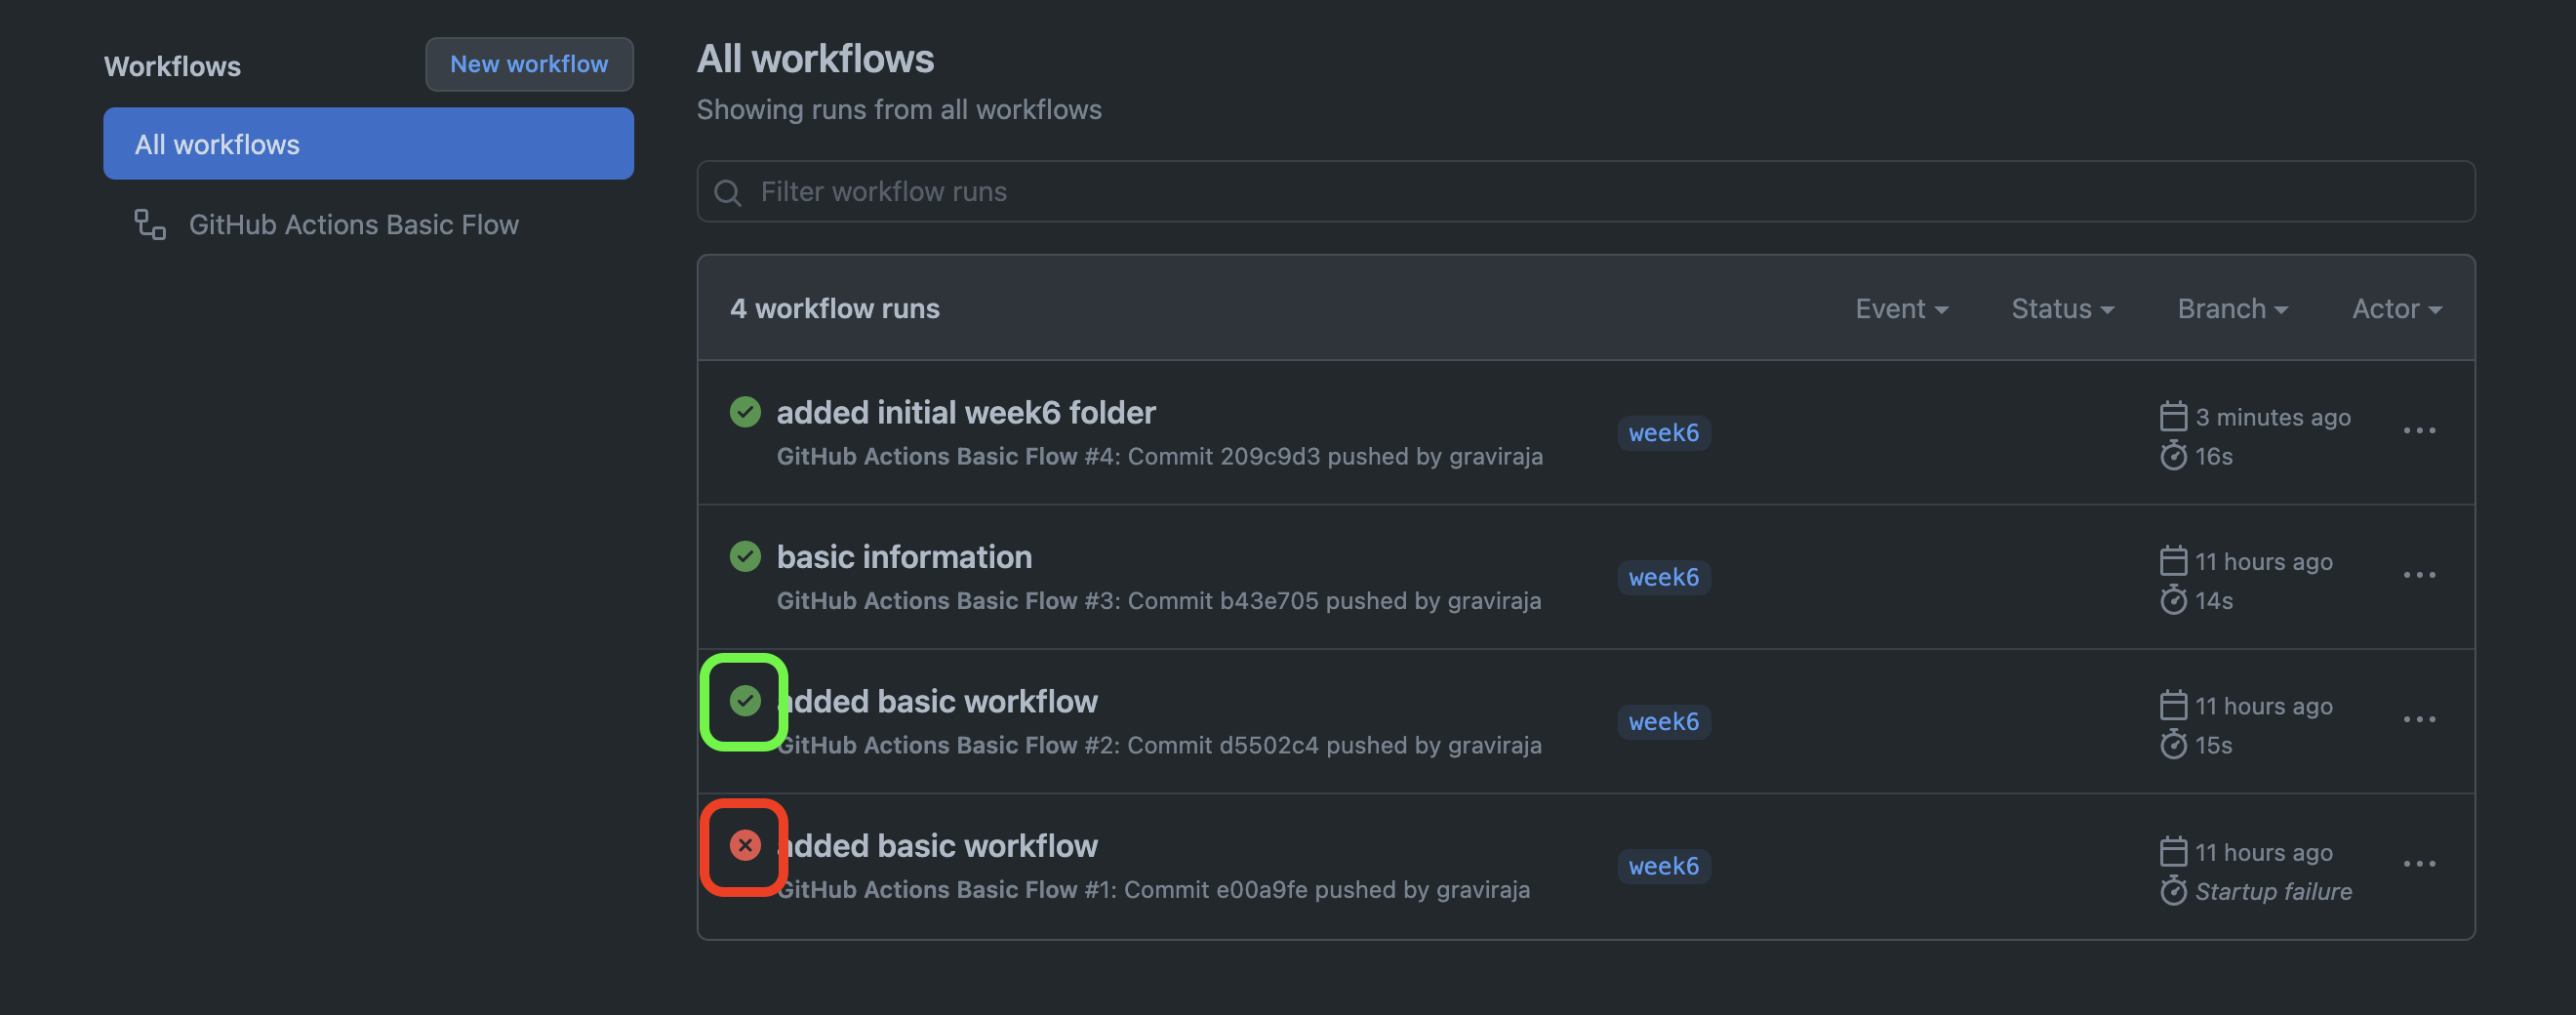 Workflows
New workflow
All workflows
GitHub Actions Basic Flow
All workflows
Showing runs from all workflows
Filter workflow runs
4 workflow runs
Event
Status
Branch
Actor
added initial week6 folder
GitHub Actions Basic Flow #4: Commit 209c9d3 pushed by graviraja
week6
3 minutes ago
16s
basic information
GitHub Actions Basic Flow #3: Commit b43e705 pushed by graviraja
week6
11 hours ago
14s
added basic workflow
GitHub Actions Basic Flow #2: Commit d5502c4 pushed by graviraja
week6
11 hours ago
15s
added basic workflow
GitHub Actions Basic Flow #1: Commit e00a9fe pushed by graviraja
week6
11 hours ago
Startup failure